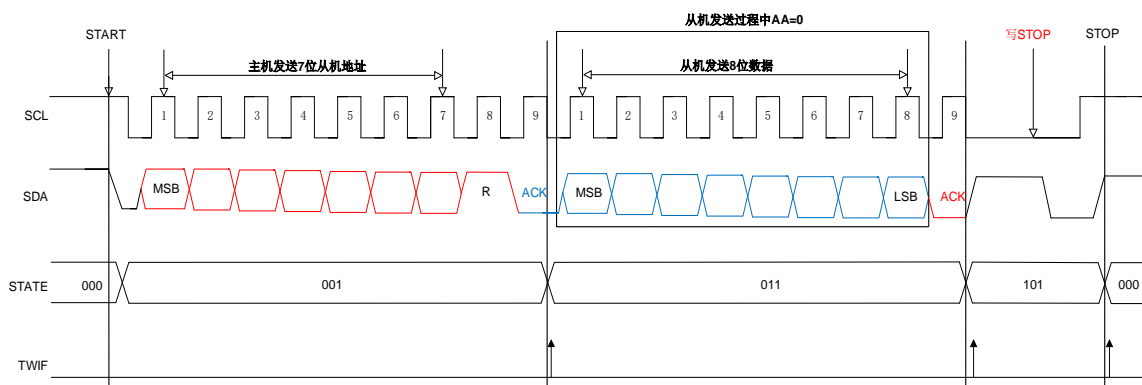 从机发送过程中AA=0
START
写STOP
STOP
主机发送7位从机地址
从机发送8位数据
SCL
1 2 3 4 5 6 7 8 9 1 2 3 4 5 6 7 8 9
SDA
MSB R ACK MSB LSB ACK
STATE
000 001 011 101 000
TWIF